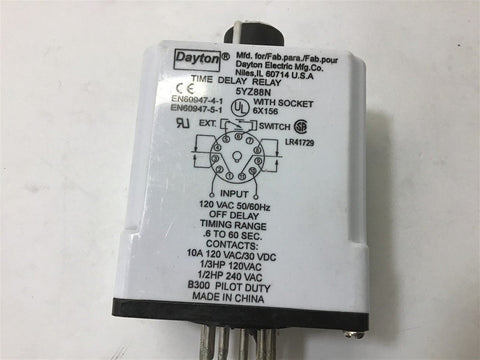 Dayton®
Mfd. for/Fab.para./Fab.pour
Dayton Electric Mfg.Co.
Niles,IL 60714 U.S.A
TIME DELAY RELAY
5YZ88N
CE
EN60947-4-1
EN60947-5-1
UL
WITH SOCKET
6X156
EXT.
SWITCH
LR41729
INPUT
120 VAC 50/60Hz
OFF DELAY
TIMING RANGE
.6 TO 60 SEC.
CONTACTS:
10A 120 VAC/30 VDC
1/3HP 120VAC
1/2HP 240 VAC
B300 PILOT DUTY
MADE IN CHINA